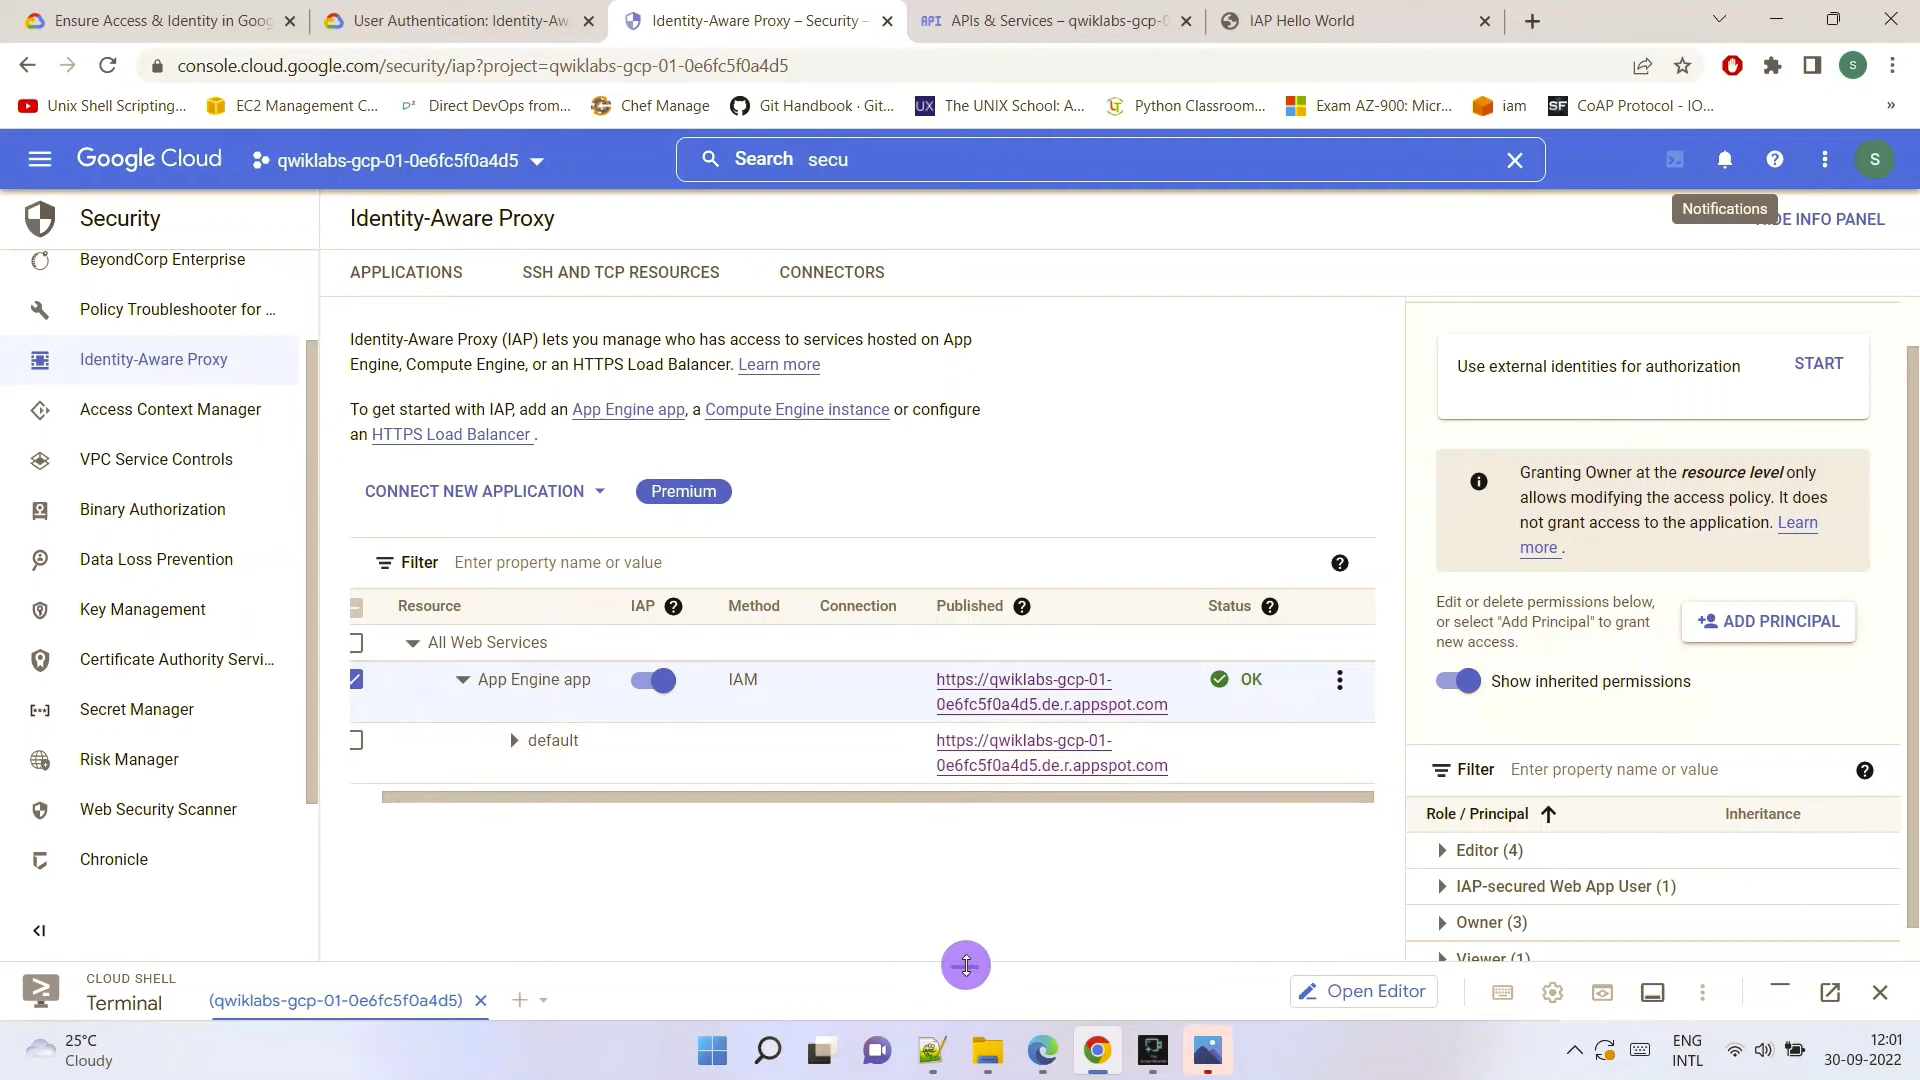 Ensure Access & Identity in Goog
User Authentication: Identity-Aw
Identity-Aware Proxy – Security –
API APIs & Services – qwiklabs-gcp-0
IAP Hello World
console.cloud.google.com/security/iap?project=qwiklabs-gcp-01-0e6fc5f0a4d5
S
Unix Shell Scripting...
EC2 Management C...
Direct DevOps from...
Chef Manage
Git Handbook · Git...
UX The UNIX School: A...
Python Classroom...
Exam AZ-900: Micr...
iam
SF CoAP Protocol - IO...
»
Google Cloud
qwiklabs-gcp-01-0e6fc5f0a4d5
Search secu
S
Notifications
Security
Identity-Aware Proxy
DE INFO PANEL
BeyondCorp Enterprise
Policy Troubleshooter for ...
Identity-Aware Proxy
Access Context Manager
VPC Service Controls
Binary Authorization
Data Loss Prevention
Key Management
Certificate Authority Servi...
Secret Manager
Risk Manager
Web Security Scanner
Chronicle
APPLICATIONS
SSH AND TCP RESOURCES
CONNECTORS
Identity-Aware Proxy (IAP) lets you manage who has access to services hosted on App
Engine, Compute Engine, or an HTTPS Load Balancer. Learn more
To get started with IAP, add an App Engine app, a Compute Engine instance or configure
an HTTPS Load Balancer .
CONNECT NEW APPLICATION
Premium
Filter Enter property name or value
Resource IAP Method Connection Published Status
All Web Services
App Engine app IAM https://qwiklabs-gcp-01-
0e6fc5f0a4d5.de.r.appspot.com
OK
default https://qwiklabs-gcp-01-
0e6fc5f0a4d5.de.r.appspot.com
Use external identities for authorization START
Granting Owner at the resource level only
allows modifying the access policy. It does
not grant access to the application. Learn
more .
Edit or delete permissions below,
or select "Add Principal" to grant
new access.
ADD PRINCIPAL
Show inherited permissions
Filter Enter property name or value
Role / Principal Inheritance
Editor (4)
IAP-secured Web App User (1)
Owner (3)
Viewer (1)
CLOUD SHELL
Terminal
(qwiklabs-gcp-01-0e6fc5f0a4d5)
Open Editor
25°C
Cloudy
ENG
INTL
12:01
30-09-2022